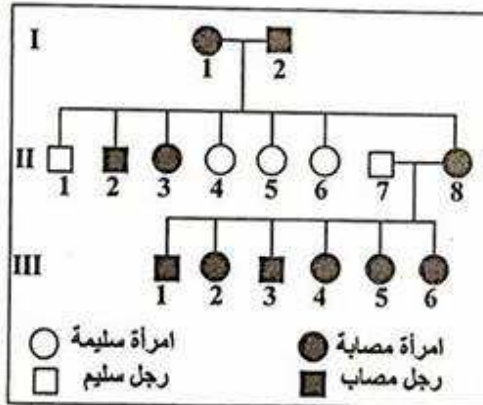 I
1 2
II
1 2 3 4 5 6 7 8
III
1 2 3 4 5 6
امرأة مصابة امرأة سليمة
رجل مصاب رجل سليم